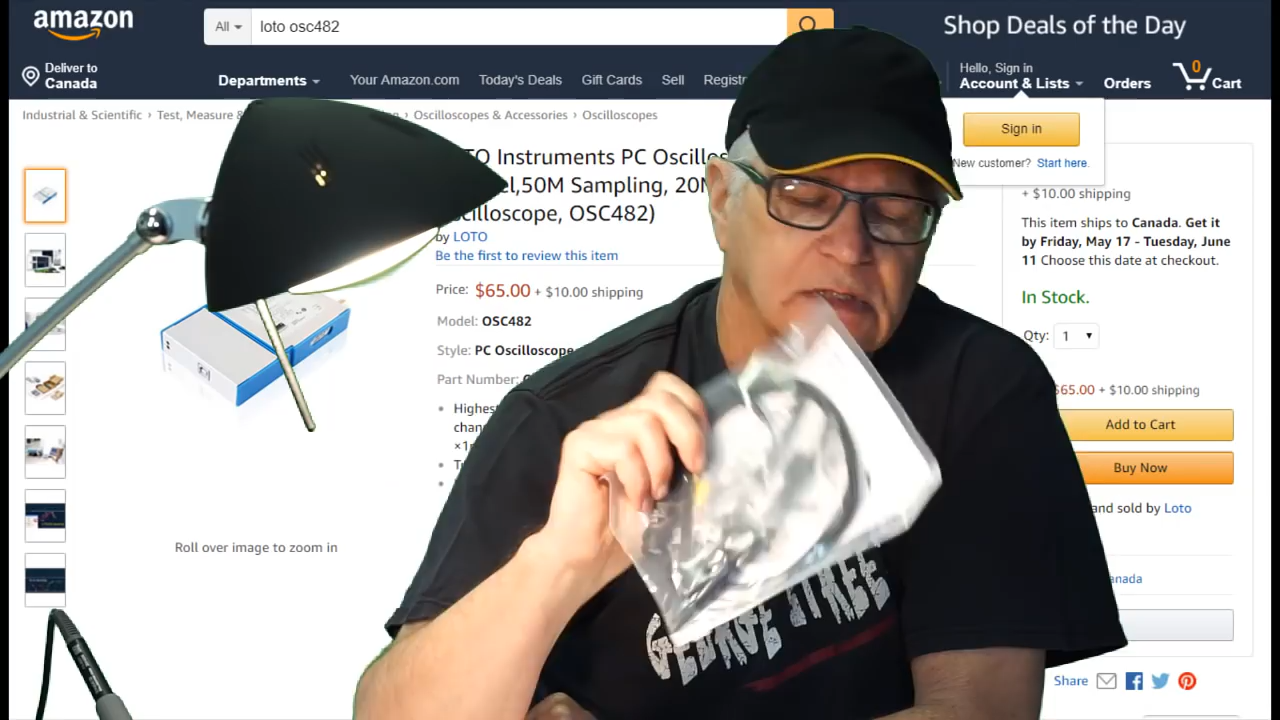 amazon
All
loto osc482
Shop Deals of the Day
Deliver to
Canada
Departments
Your Amazon.com
Today's Deals
Gift Cards
Sell
Hello, Sign in
Account & Lists
Orders
0
Cart
Sign in
New customer? Start here.
Industrial & Scientific › Test, Measure &
› Oscilloscopes & Accessories › Oscilloscopes
Instruments PC
50M Sampling,
OSC482)
by LOTO
Be the first to review this item
Price: $65.00 + $10.00 shipping
Model: OSC482
Style: PC Oscilloscope
Part Number:
+ $10.00 shipping
This item ships to Canada. Get it
by Friday, May 17 - Tuesday, June
11 Choose this date at checkout.
In Stock.
Qty: 1
$65.00 + $10.00 shipping
Add to Cart
Buy Now
and sold by Loto
Roll over image to zoom in
GEORGE STREET
Share